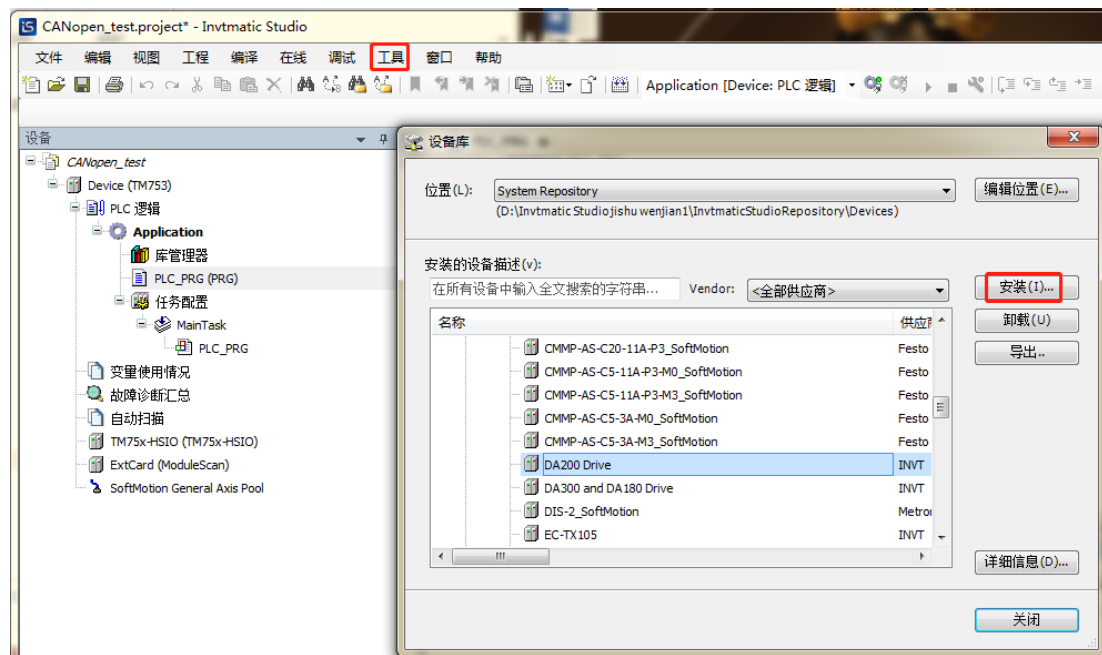 CANopen_test.project* - Invtmatic Studio
文件 编辑 视图 工程 编译 在线 调试 工具 窗口 帮助
Application [Device: PLC 逻辑]
设备
CANopen_test
Device (TM753)
PLC 逻辑
Application
库管理器
PLC_PRG (PRG)
任务配置
MainTask
PLC_PRG
变量使用情况
故障诊断汇总
自动扫描
TM75x-HSIO (TM75x-HSIO)
ExtCard (ModuleScan)
SoftMotion General Axis Pool
设备库
位置(L): System Repository 编辑位置(E)...
(D:\Invtmatic Studiojishu wenjian1\InvtmaticStudioRepository\Devices)
安装的设备描述(v):
在所有设备中输入全文搜索的字符串... Vendor: <全部供应商> 安装(I)...
名称 供应 卸载(U)
CMMP-AS-C20-11A-P3_SoftMotion Festo 导出..
CMMP-AS-C5-11A-P3-M0_SoftMotion Festo
CMMP-AS-C5-11A-P3-M3_SoftMotion Festo
CMMP-AS-C5-3A-M0_SoftMotion Festo
CMMP-AS-C5-3A-M3_SoftMotion Festo
DA200 Drive INVT
DA300 and DA180 Drive INVT
DIS-2_SoftMotion Metro
EC-TX105 INVT
详细信息(D)...
关闭